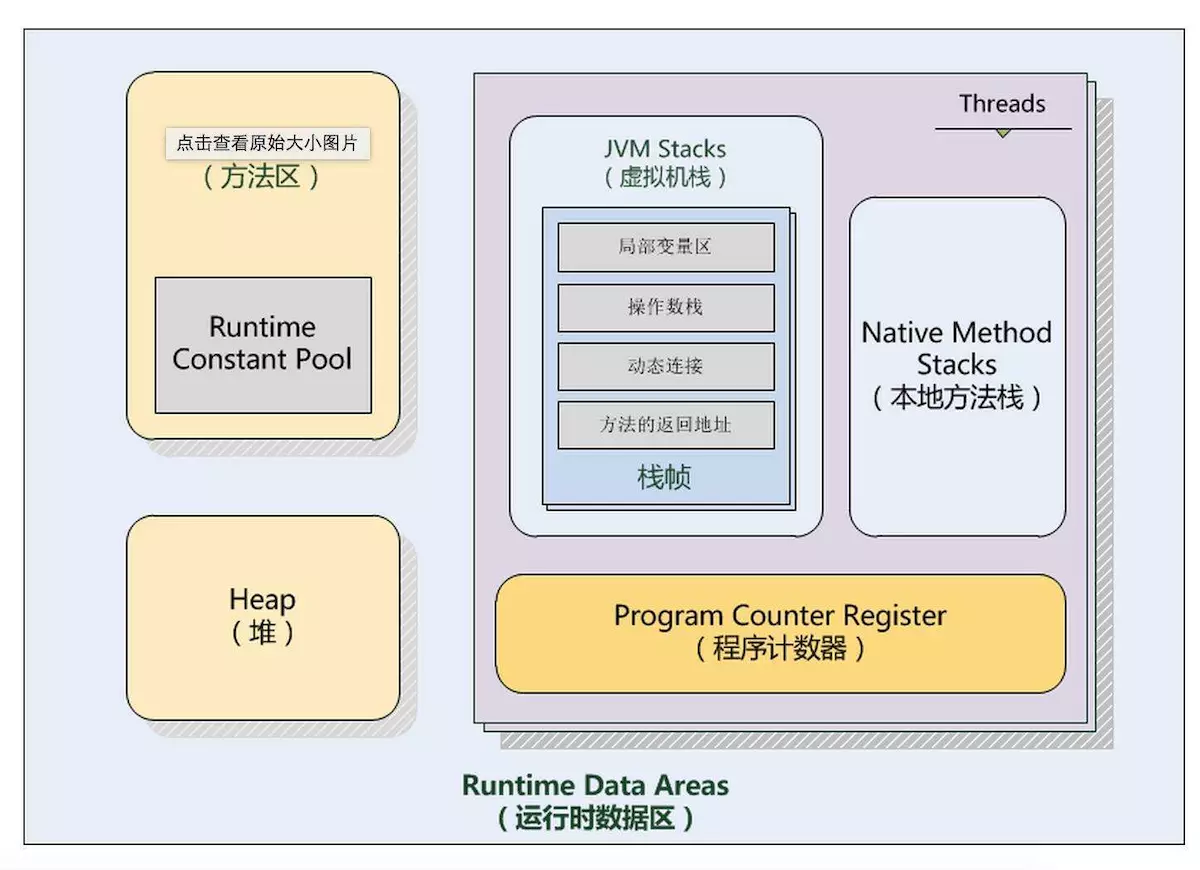 点击查看原始大小图片
（方法区）
Runtime
Constant Pool
Heap
（堆）
Threads
JVM Stacks
（虚拟机栈）
局部变量区
操作数栈
动态连接
方法的返回地址
栈帧
Native Method
Stacks
（本地方法栈）
Program Counter Register
（程序计数器）
Runtime Data Areas
（运行时数据区）